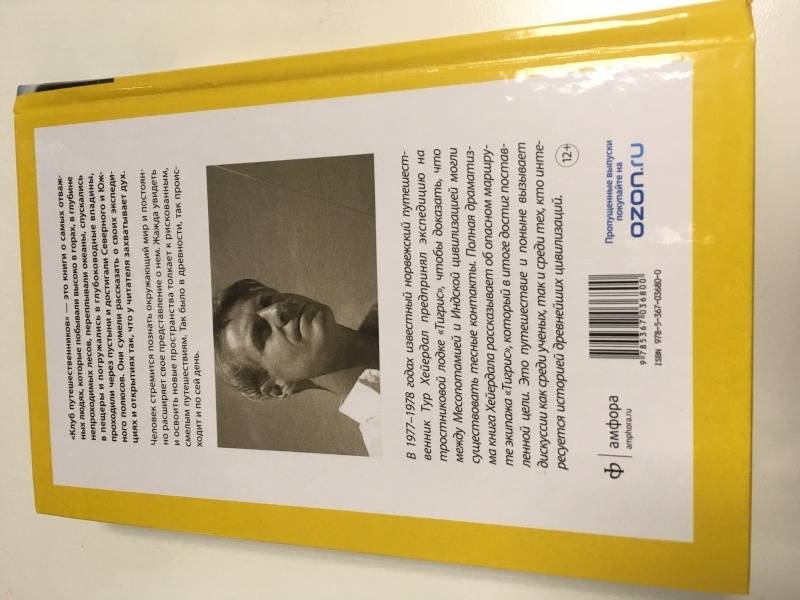 «Клуб путешественников» — это книги о самых отваж-
ных людях, которые побывали высоко в горах, в глубине
непроходимых лесов, переплывали океаны, спускались
в пещеры и погружались в глубоководные впадины,
проходили через пустыни и достигали Северного и Юж-
ного полюсов. Они сумели рассказать о своих экспеди-
циях и открытиях так, что у читателя захватывает дух.
Человек стремится познать окружающий мир и постоян-
но расширяет свое представление о нем. Жажда увидеть
и освоить новые пространства толкает к рискованным,
смелым путешествиям. Так было в древности, так проис-
ходит и по сей день.
В 1977–1978 годах известный норвежский путешест-
венник Тур Хейердал предпринял экспедицию на
тростниковой лодке «Тигрис», чтобы доказать, что
между Месопотамией и Индской цивилизацией могли
существовать тесные контакты. Полная драматиз-
ма книга Хейердала рассказывает об опасном маршру-
те экипажа «Тигрис», который в итоге достиг постав-
ленной цели. Это путешествие и поныне вызывает
дискуссии как среди ученых, так и среди тех, кто инте-
ресуется историей древнейших цивилизаций.
12+
ф амфора
amphora.ru
9 785367 036800
ISBN 978-5-367-03680-0
Пропущенные выпуски
покупайте на
ozon.ru